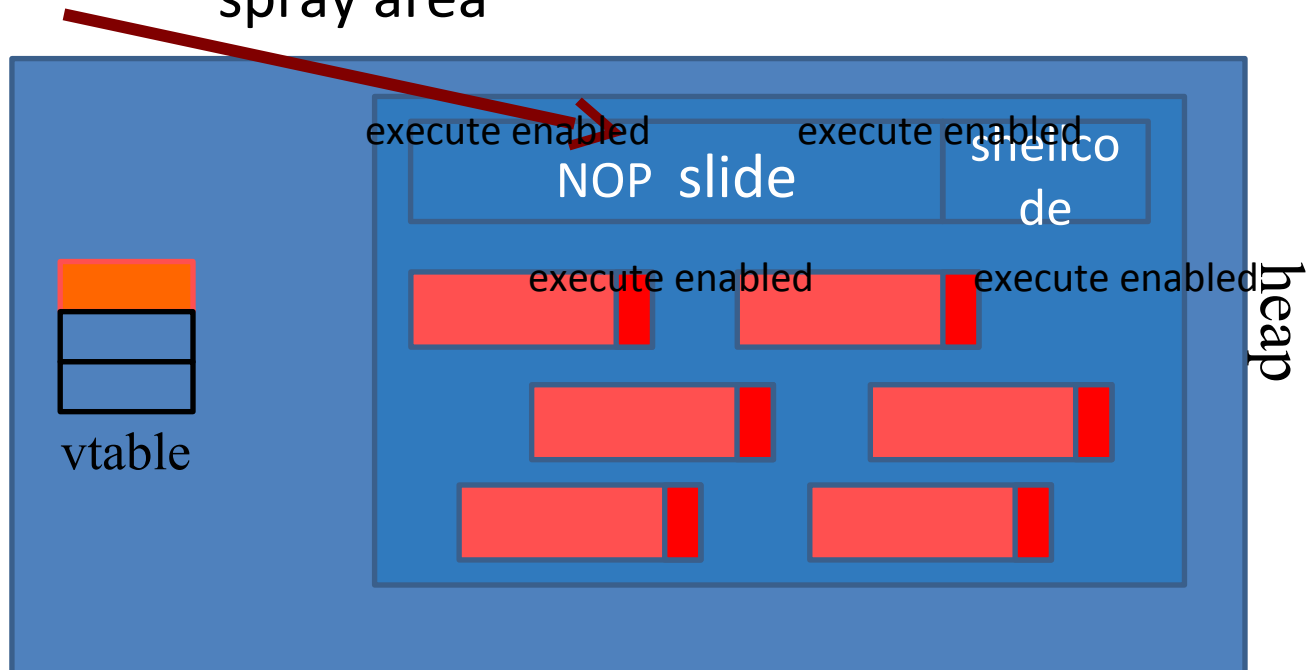 spray area
execute enabled execute enabled
NOP slide
shellco
de
execute enabled execute enabled
heap
vtable